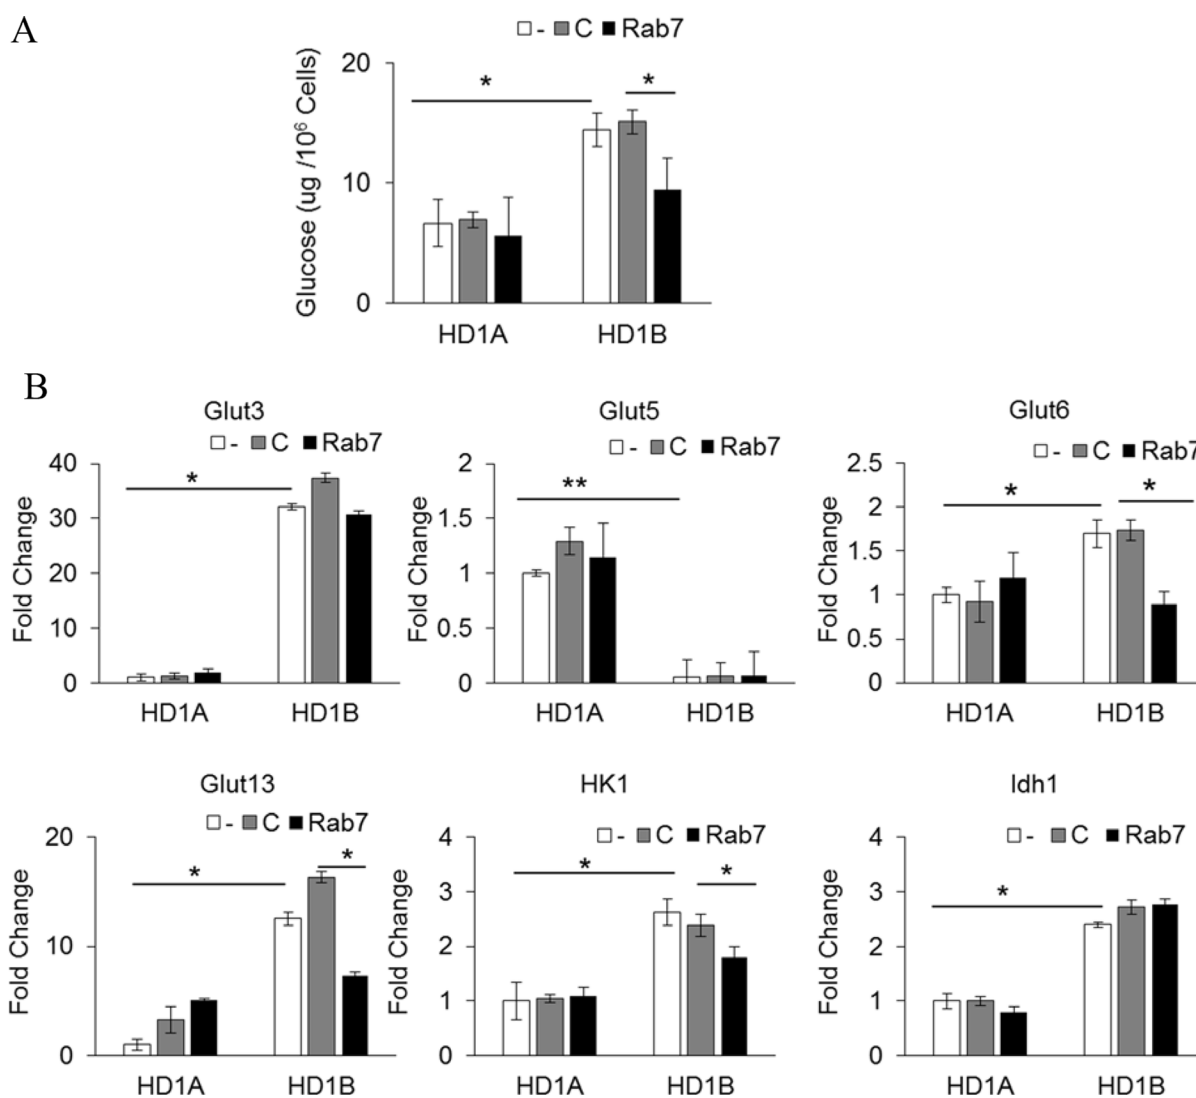 A
- C Rab7
Glucose (ug /10⁶ Cells)
20
10
0
*
*
HD1A HD1B
B
Glut3
- C Rab7
Fold Change
40
30
20
10
0
*
HD1A HD1B
Glut5
- C Rab7
Fold Change
2
1.5
1
0.5
0
**
HD1A HD1B
Glut6
- C Rab7
Fold Change
2.5
2
1.5
1
0.5
0
*
*
HD1A HD1B
Glut13
- C Rab7
Fold Change
20
10
0
*
*
HD1A HD1B
HK1
- C Rab7
Fold Change
4
3
2
1
0
*
*
HD1A HD1B
Idh1
- C Rab7
Fold Change
4
3
2
1
0
*
HD1A HD1B